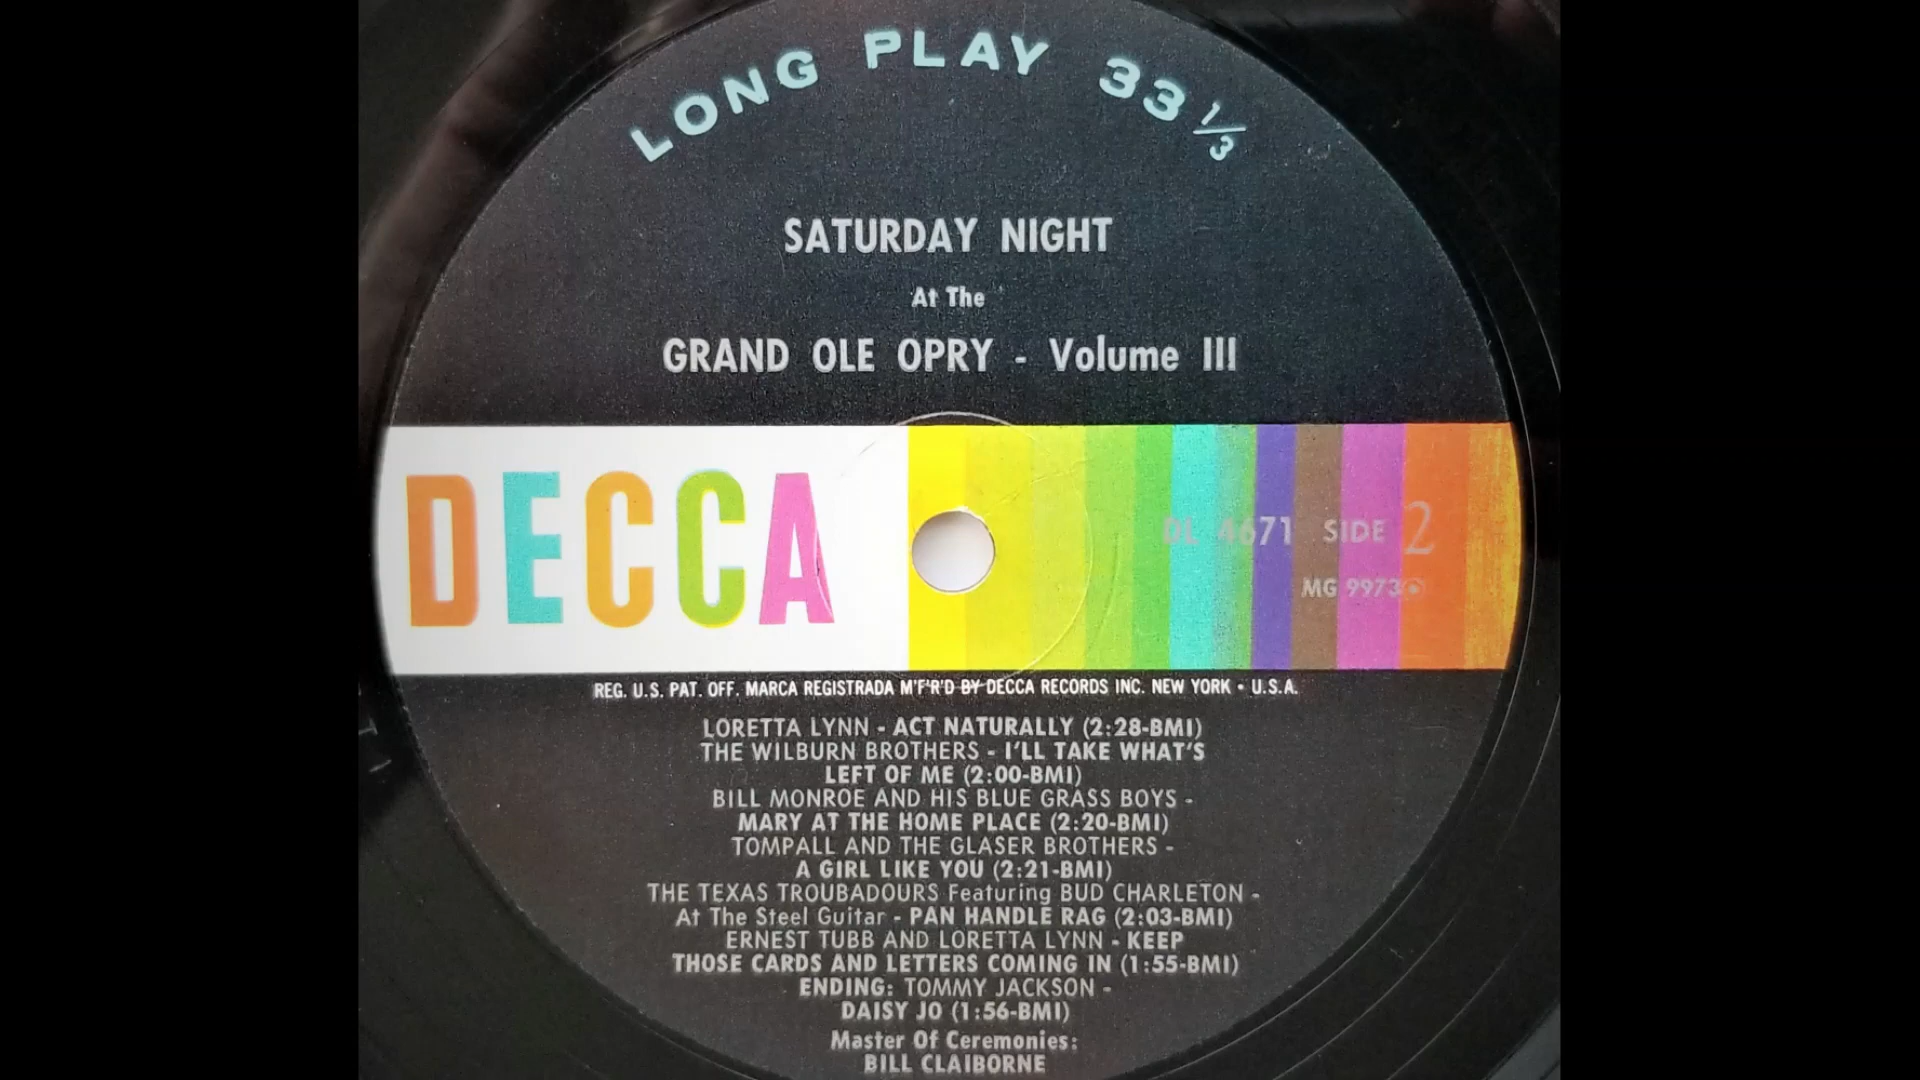 LONG PLAY 33 1/3
SATURDAY NIGHT
At The
GRAND OLE OPRY - Volume III
DECCA
DL 4671 SIDE 2
MG 9973
REG. U.S. PAT. OFF. MARCA REGISTRADA M'F'R'D BY DECCA RECORDS INC. NEW YORK • U.S.A.
LORETTA LYNN - ACT NATURALLY (2:28-BMI)
THE WILBURN BROTHERS - I'LL TAKE WHAT'S
LEFT OF ME (2:00-BMI)
BILL MONROE AND HIS BLUE GRASS BOYS -
MARY AT THE HOME PLACE (2:20-BMI)
TOMPALL AND THE GLASER BROTHERS -
A GIRL LIKE YOU (2:21-BMI)
THE TEXAS TROUBADOURS Featuring BUD CHARLETON -
At The Steel Guitar - PAN HANDLE RAG (2:03-BMI)
ERNEST TUBB AND LORETTA LYNN - KEEP
THOSE CARDS AND LETTERS COMING IN (1:55-BMI)
ENDING: TOMMY JACKSON -
DAISY JO (1:56-BMI)
Master Of Ceremonies:
BILL CLAIBORNE